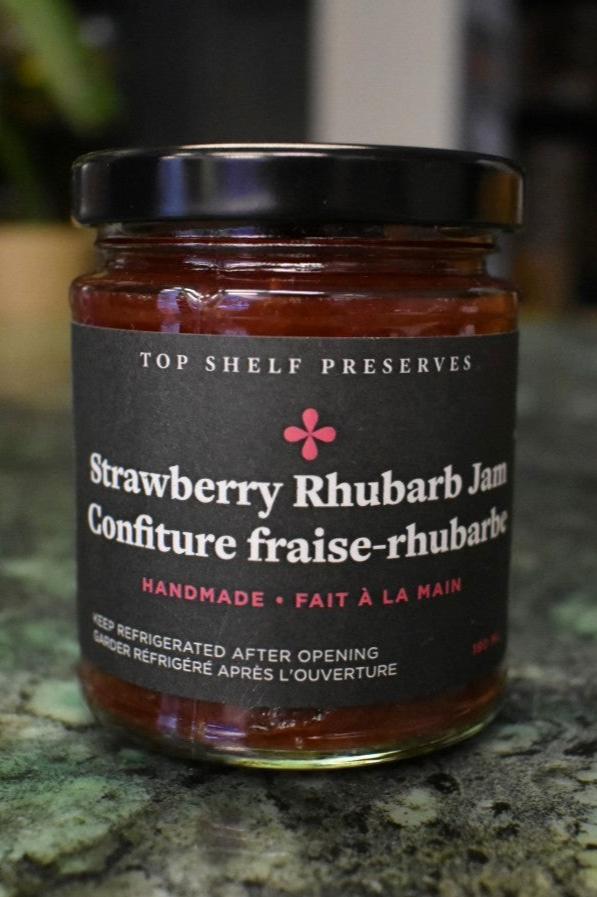 TOP SHELF PRESERVES
Strawberry Rhubarb Jam
Confiture fraise-rhubarbe
HANDMADE • FAIT À LA MAIN
KEEP REFRIGERATED AFTER OPENING
GARDER RÉFRIGÉRÉ APRÈS L'OUVERTURE